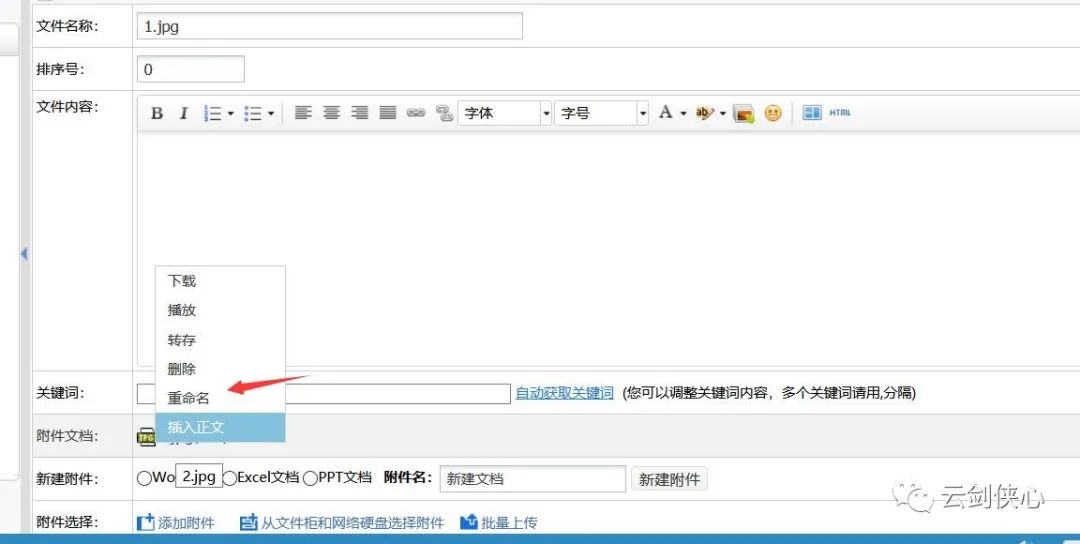 文件名称： 1.jpg
排序号： 0
文件内容：
B I 字体 字号 A ab HTML
下载
播放
转存
删除
重命名
插入正文
关键词： 自动获取关键词 (您可以调整关键词内容，多个关键词请用,分隔)
附件文档： JPG
新建附件： Wo 2.jpg Excel文档 PPT文档 附件名： 新建文档 新建附件
附件选择： 添加附件 从文件柜和网络硬盘选择附件 批量上传
云剑侠心